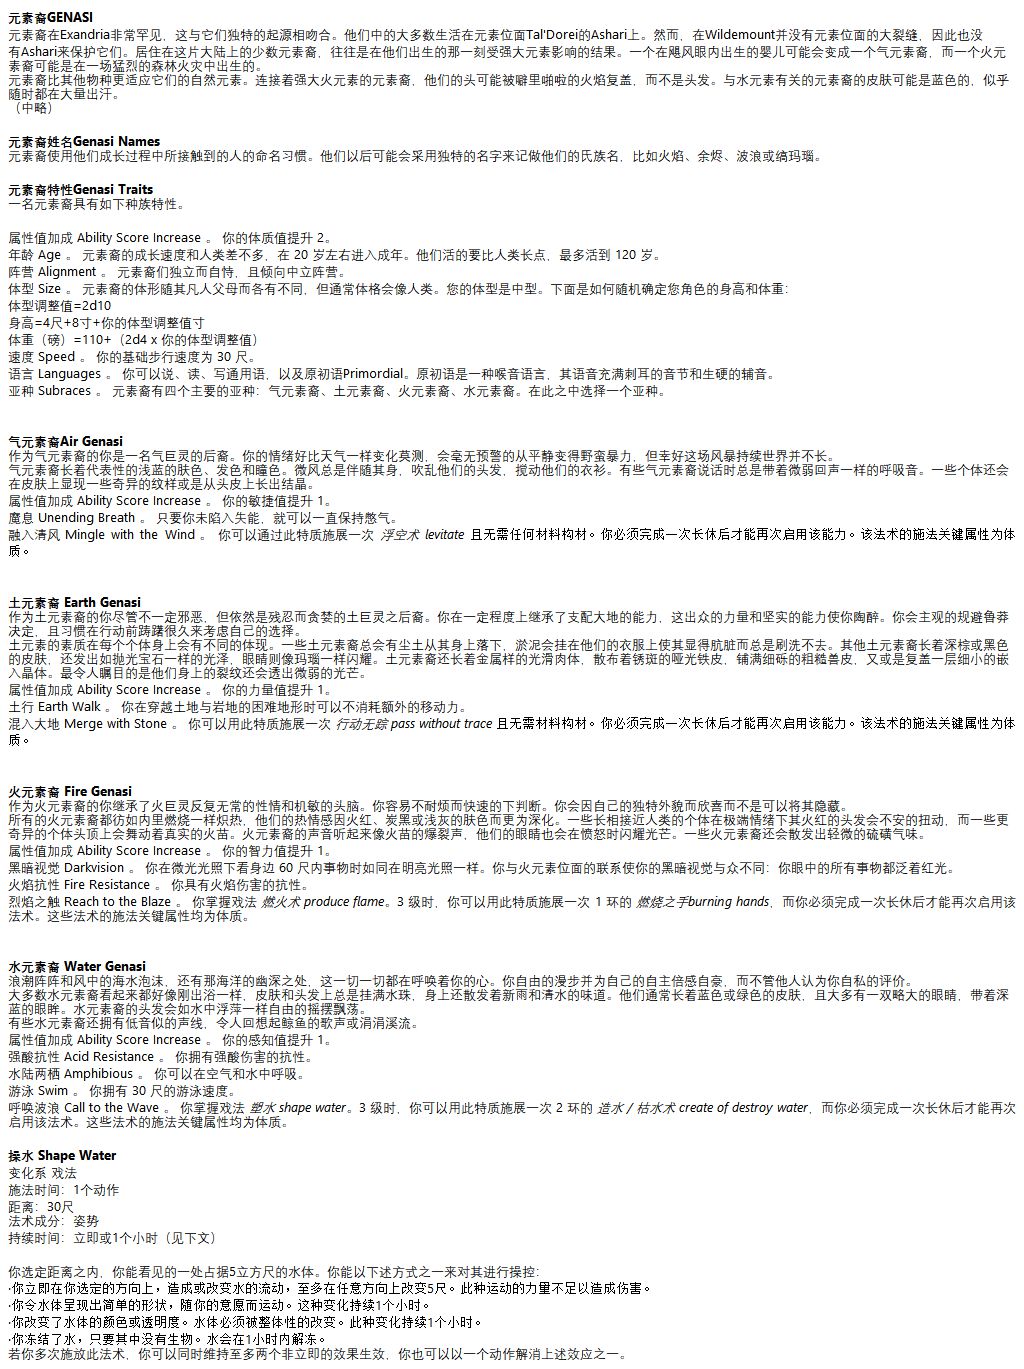 元素裔GENASI
元素裔在Exandria非常罕见，这与它们独特的起源相吻合。他们中的大多数生活在元素位面Tal'Dorei的Ashari上。然而，在Wildemount并没有元素位面的大裂缝，因此也没
有Ashari来保护它们。居住在这片大陆上的少数元素裔，往往是在他们出生的那一刻受强大元素影响的结果。一个在飓风眼内出生的婴儿可能会变成一个气元素裔，而一个火元
素裔可能是在一场猛烈的森林火灾中出生的。
元素裔比其他物种更适应它们的自然元素。连接着强大火元素的元素裔，他们的头可能被噼里啪啦的火焰复盖，而不是头发。与水元素有关的元素裔的皮肤可能是蓝色的，似乎
随时都在大量出汗。
（中略）
元素裔姓名Genasi Names
元素裔使用他们成长过程中所接触到的人的命名习惯。他们以后可能会采用独特的名字来记做他们的氏族名，比如火焰、余烬、波浪或缟玛瑙。
元素裔特性Genasi Traits
一名元素裔具有如下种族特性。
属性值加成 Ability Score Increase 。 你的体质值提升 2。
年龄 Age 。 元素裔的成长速度和人类差不多，在 20 岁左右进入成年。他们活的要比人类长点，最多活到 120 岁。
阵营 Alignment 。 元素裔们独立而自恃，且倾向中立阵营。
体型 Size 。 元素裔的体形随其凡人父母而各有不同，但通常体格会像人类。您的体型是中型。下面是如何随机确定您角色的身高和体重：
体型调整值=2d10
身高=4尺+8寸+你的体型调整值寸
体重（磅）=110+（2d4 x 你的体型调整值）
速度 Speed 。 你的基础步行速度为 30 尺。
语言 Languages 。 你可以说、读、写通用语，以及原初语Primordial。原初语是一种喉音语言，其语音充满刺耳的音节和生硬的辅音。
亚种 Subraces 。 元素裔有四个主要的亚种：气元素裔、土元素裔、火元素裔、水元素裔。在此之中选择一个亚种。
气元素裔Air Genasi
作为气元素裔的你是一名气巨灵的后裔。你的情绪好比天气一样变化莫测，会毫无预警的从平静变得野蛮暴力，但幸好这场风暴持续世界并不长。
气元素裔长着代表性的浅蓝的肤色、发色和瞳色。微风总是伴随其身，吹乱他们的头发，搅动他们的衣衫。有些气元素裔说话时总是带着微弱回声一样的呼吸音。一些个体还会
在皮肤上显现一些奇异的纹样或是从头皮上长出结晶。
属性值加成 Ability Score Increase 。 你的敏捷值提升 1。
魔息 Unending Breath 。 只要你未陷入失能，就可以一直保持憋气。
融入清风 Mingle with the Wind 。 你可以通过此特质施展一次 浮空术 levitate 且无需任何材料构材。你必须完成一次长休后才能再次启用该能力。该法术的施法关键属性为体
质。
土元素裔 Earth Genasi
作为土元素裔的你尽管不一定邪恶，但依然是残忍而贪婪的土巨灵之后裔。你在一定程度上继承了支配大地的能力，这出众的力量和坚实的能力使你陶醉。你会主观的规避鲁莽
决定，且习惯在行动前踌躇很久来考虑自己的选择。
土元素的素质在每个个体身上会有不同的体现。一些土元素裔总会有尘土从其身上落下，淤泥会挂在他们的衣服上使其显得肮脏而总是刷洗不去。其他土元素裔长着深棕或黑色
的皮肤，还发出如抛光宝石一样的光泽，眼睛则像玛瑙一样闪耀。土元素裔还长着金属样的光滑肉体，散布着锈斑的哑光铁皮，铺满细砾的粗糙兽皮，又或是复盖一层细小的嵌
入晶体。最令人瞩目的是他们身上的裂纹还会透出微弱的光芒。
属性值加成 Ability Score Increase 。 你的力量值提升 1。
土行 Earth Walk 。 你在穿越土地与岩地的困难地形时可以不消耗额外的移动力。
混入大地 Merge with Stone 。 你可以用此特质施展一次 行动无踪 pass without trace 且无需材料构材。你必须完成一次长休后才能再次启用该能力。该法术的施法关键属性为体
质。
火元素裔 Fire Genasi
作为火元素裔的你继承了火巨灵反复无常的性情和机敏的头脑。你容易不耐烦而快速的下判断。你会因自己的独特外貌而欣喜而不是可以将其隐藏。
所有的火元素裔都彷如内里燃烧一样炽热，他们的热情感因火红、炭黑或浅灰的肤色而更为深化。一些长相接近人类的个体在极端情绪下其火红的头发会不安的扭动，而一些更
奇异的个体头顶上会舞动着真实的火苗。火元素裔的声音听起来像火苗的爆裂声，他们的眼睛也会在愤怒时闪耀光芒。一些火元素裔还会散发出轻微的硫磺气味。
属性值加成 Ability Score Increase 。 你的智力值提升 1。
黑暗视觉 Darkvision 。 你在微光光照下看身边 60 尺内事物时如同在明亮光照一样。你与火元素位面的联系使你的黑暗视觉与众不同：你眼中的所有事物都泛着红光。
火焰抗性 Fire Resistance 。 你具有火焰伤害的抗性。
烈焰之触 Reach to the Blaze 。 你掌握戏法 燃火术 produce flame。3 级时，你可以用此特质施展一次 1 环的 燃烧之手burning hands，而你必须完成一次长休后才能再次启用该
法术。这些法术的施法关键属性均为体质。
水元素裔 Water Genasi
浪潮阵阵和风中的海水泡沫，还有那海洋的幽深之处，这一切一切都在呼唤着你的心。你自由的漫步并为自己的自主倍感自豪，而不管他人认为你自私的评价。
大多数水元素裔看起来都好像刚出浴一样，皮肤和头发上总是挂满水珠，身上还散发着新雨和清水的味道。他们通常长着蓝色或绿色的皮肤，且大多有一双略大的眼睛，带着深
蓝的眼眸。水元素裔的头发会如水中浮萍一样自由的摇摆飘荡。
有些水元素裔还拥有低音似的声线，令人回想起鲸鱼的歌声或涓涓溪流。
属性值加成 Ability Score Increase 。 你的感知值提升 1。
强酸抗性 Acid Resistance 。 你拥有强酸伤害的抗性。
水陆两栖 Amphibious 。 你可以在空气和水中呼吸。
游泳 Swim 。 你拥有 30 尺的游泳速度。
呼唤波浪 Call to the Wave 。 你掌握戏法 塑水 shape water。3 级时，你可以用此特质施展一次 2 环的 造水 / 枯水术 create of destroy water，而你必须完成一次长休后才能再次
启用该法术。这些法术的施法关键属性均为体质。
操水 Shape Water
变化系 戏法
施法时间：1个动作
距离：30尺
法术成分：姿势
持续时间：立即或1个小时（见下文）
你选定距离之内，你能看见的一处占据5立方尺的水体。你能以下述方式之一来对其进行操控：
·你立即在你选定的方向上，造成或改变水的流动，至多在任意方向上改变5尺。此种运动的力量不足以造成伤害。
·你令水体呈现出简单的形状，随你的意愿而运动。这种变化持续1个小时。
·你改变了水体的颜色或透明度。水体必须被整体性的改变。此种变化持续1个小时。
·你冻结了水，只要其中没有生物。水会在1小时内解冻。
若你多次施放此法术，你可以同时维持至多两个非立即的效果生效，你也可以以一个动作解消上述效应之一。